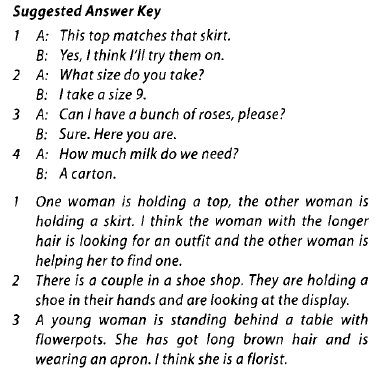 Suggested Answer Key
1 A: This top matches that skirt.
B: Yes, I think I'll try them on.
2 A: What size do you take?
B: I take a size 9.
3 A: Can I have a bunch of roses, please?
B: Sure. Here you are.
4 A: How much milk do we need?
B: A carton.
1 One woman is holding a top, the other woman is
holding a skirt. I think the woman with the longer
hair is looking for an outfit and the other woman is
helping her to find one.
2 There is a couple in a shoe shop. They are holding a
shoe in their hands and are looking at the display.
3 A young woman is standing behind a table with
flowerpots. She has got long brown hair and is
wearing an apron. I think she is a florist.